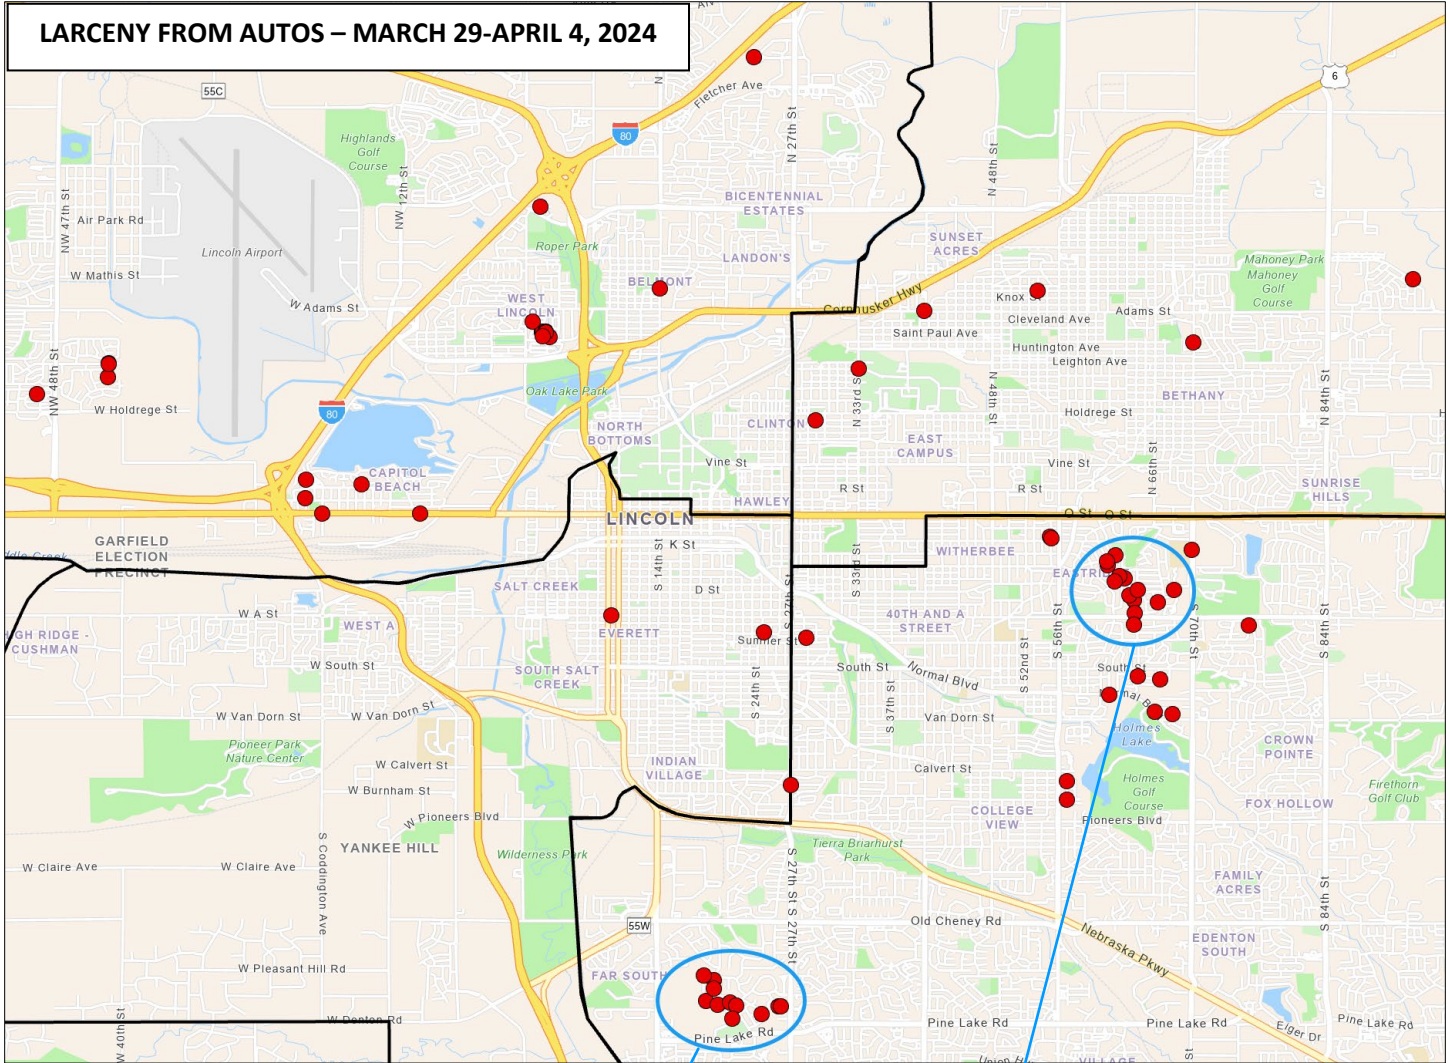 LARCENY FROM AUTOS – MARCH 29-APRIL 4, 2024
55C
80
6
Fletcher Ave
N 27th St
N 48th St
Highlands
Golf
Course
NW 12th St
NW 47th St
Air Park Rd
Lincoln Airport
W Mathis St
W Adams St
BICENTENNIAL
ESTATES
Roper Park
LANDON'S
BELMONT
SUNSET
ACRES
Mahoney Park
Mahoney
Golf
Course
WEST
LINCOLN
Cornhusker Hwy
Knox St
Cleveland Ave
Adams St
Saint Paul Ave
Huntington Ave
Leighton Ave
NW 48th St
W Holdrege St
80
Oak Lake Park
N 33rd St
N 48th St
Holdrege St
BETHANY
N 84th St
NORTH
BOTTOMS
CLINTON
EAST
CAMPUS
Vine St
Vine St
N 66th St
CAPITOL
BEACH
R St
R St
HAWLEY
SUNRISE
HILLS
LINCOLN
O St
O St
GARFIELD
ELECTION
PRECINCT
S 14th St
K St
S 33rd St
WITHERBEE
SALT CREEK
D St
S 27th St
W A St
WEST A
EVERETT
Sumner St
40TH AND A
STREET
S 56th St
S 70th St
S 84th St
CUSHMAN
W South St
SOUTH SALT
CREEK
South St
Normal Blvd
S 52nd St
South St
S 24th St
S 37th St
W Van Dorn St
W Van Dorn St
Van Dorn St
Holmes
Lake
Pioneer Park
Nature Center
W Calvert St
INDIAN
VILLAGE
Calvert St
CROWN
POINTE
W Burnham St
Holmes
Golf
Course
Firethorn
Golf Club
W Pioneers Blvd
COLLEGE
VIEW
Pioneers Blvd
FOX HOLLOW
S Coddington Ave
YANKEE HILL
Wilderness Park
Tierra Briarhurst
Park
W Claire Ave
W Claire Ave
FAMILY
ACRES
S 27th St
S 27th St
S 84th St
55W
Old Cheney Rd
Nebraska Pkwy
EDENTON
SOUTH
W Pleasant Hill Rd
FAR SOUTH
W Denton Rd
Pine Lake Rd
Pine Lake Rd
Pine Lake Rd
Elger Dr
Pine Lake Rd
W 40th St
VILLAGE